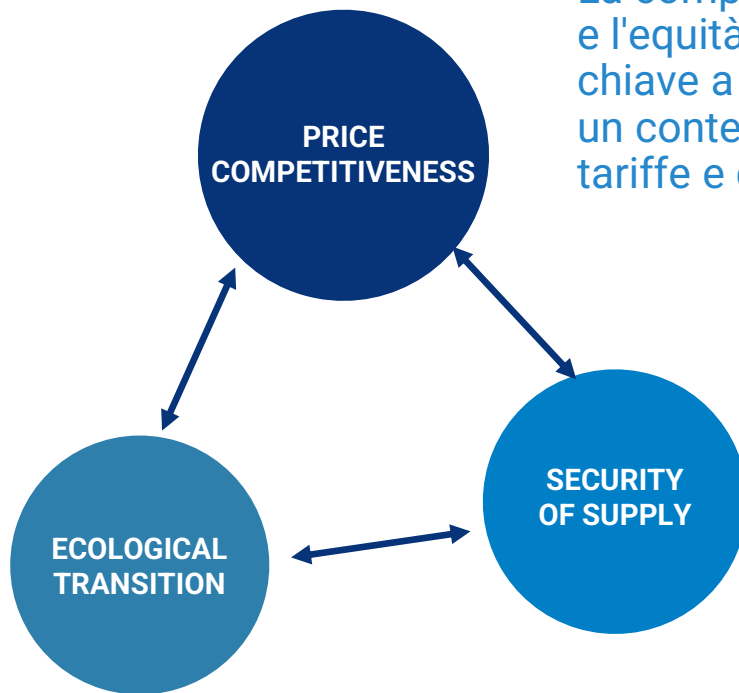 e l'equità
chiave a
un conte
tariffe e
PRICE
COMPETITIVENESS
SECURITY
OF SUPPLY
ECOLOGICAL
TRANSITION